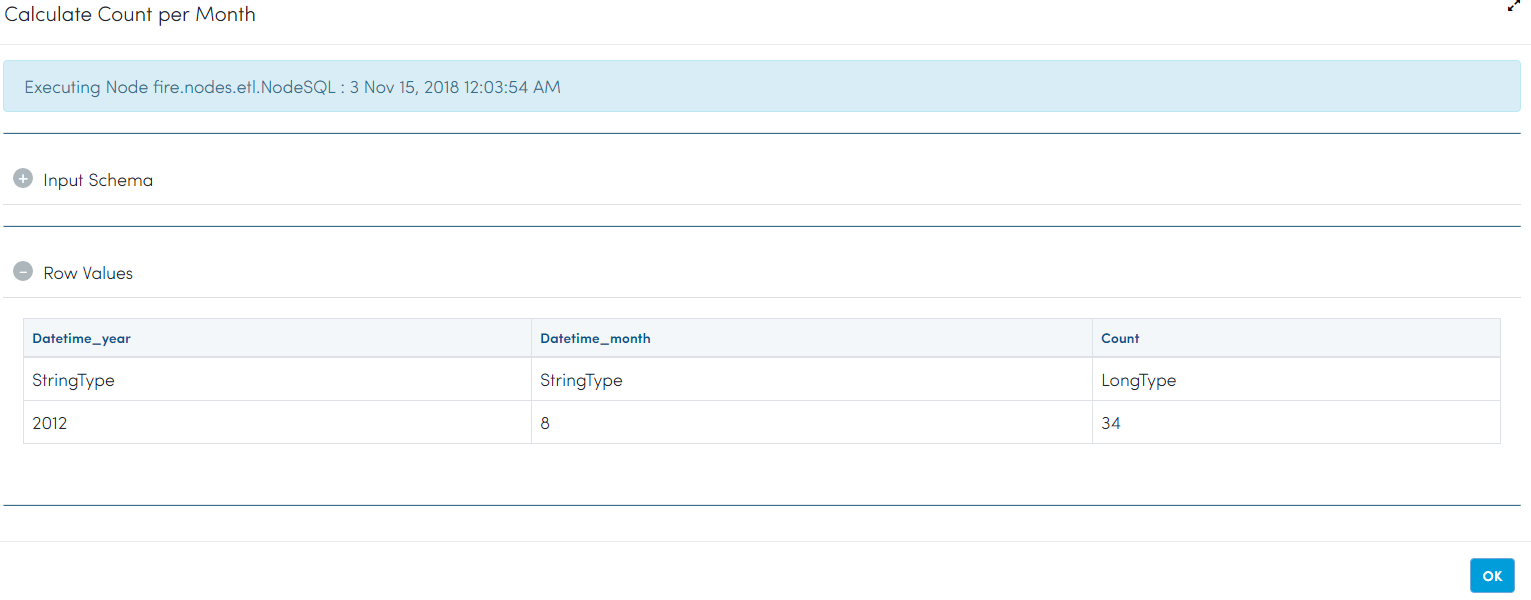 Calculate Count per Month
Executing Node fire.nodes.etl.NodeSQL : 3 Nov 15, 2018 12:03:54 AM
Input Schema
Row Values
Datetime_year Datetime_month Count
StringType StringType LongType
2012 8 34
OK